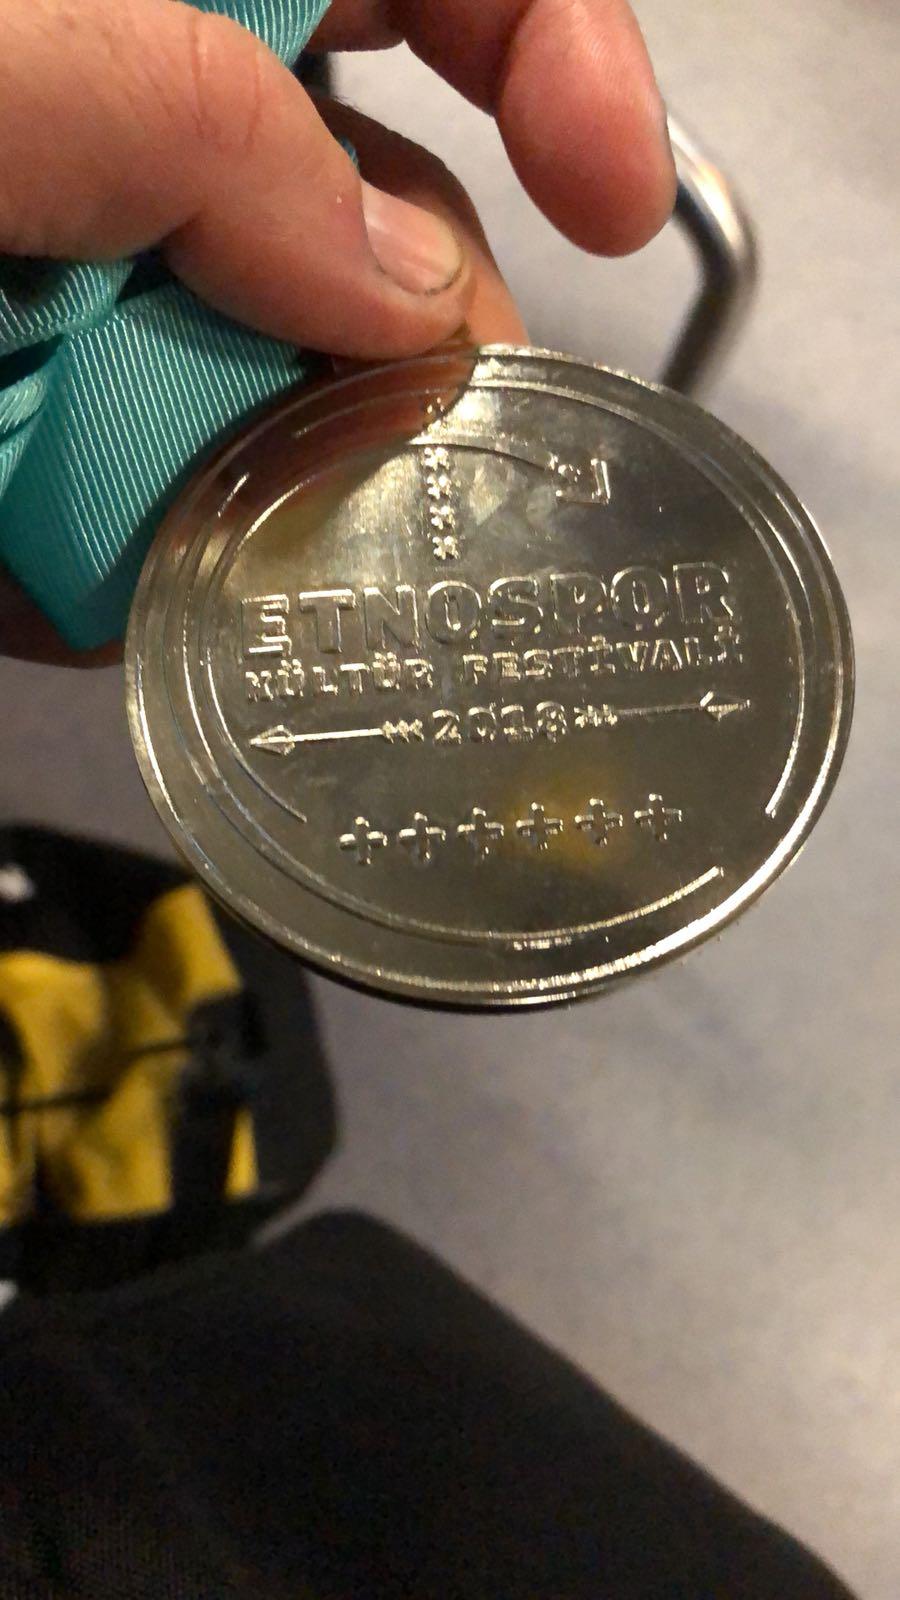 ETNOSPOR
KÜLTÜR FESTİVALİ
2018